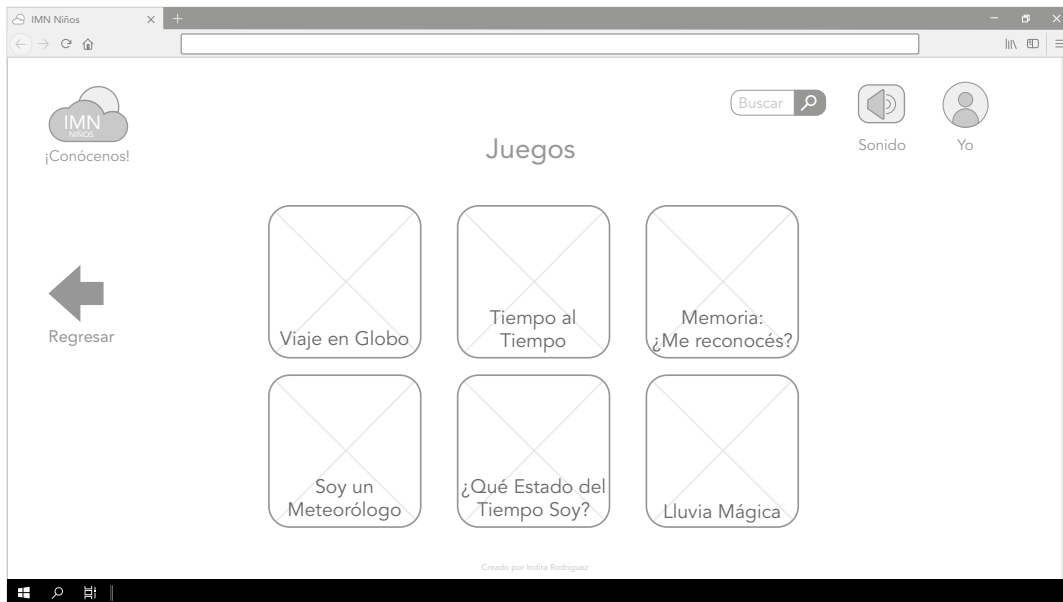 IMN Niños
Buscar
IMN
NIÑOS
¡Conócenos!
Juegos
Sonido
Yo
Regresar
Viaje en Globo
Tiempo al
Tiempo
Memoria:
¿Me reconocés?
Soy un
Meteorólogo
¿Qué Estado del
Tiempo Soy?
Lluvia Mágica
Creado por Indira Rodríguez